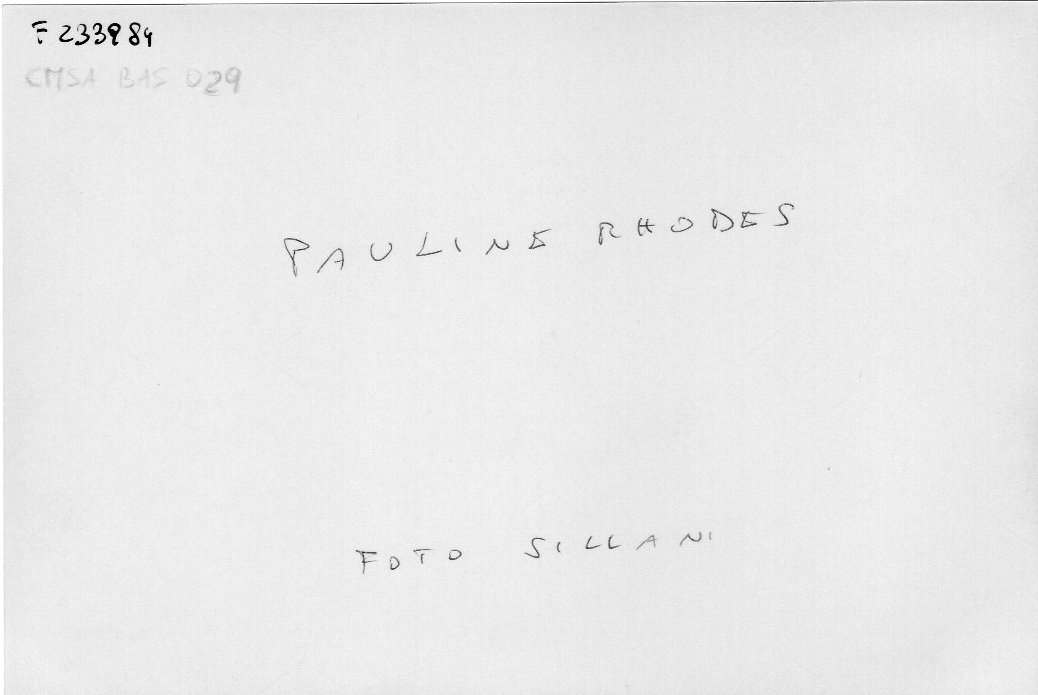 F 233984
CMSA BAS 029
PAULINE RHODES
FOTO SILLANI